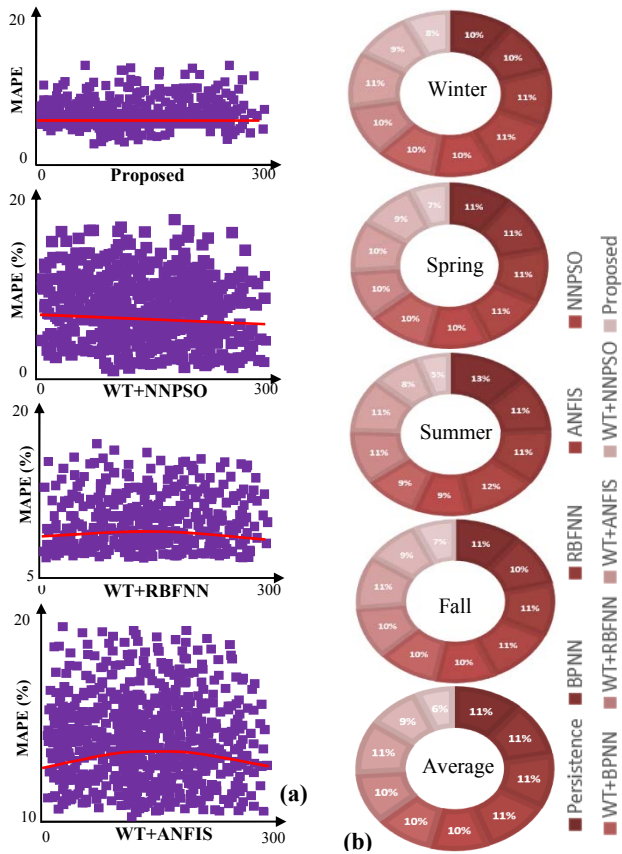 20
MAPE
0
0
300
Proposed
20
MAPE (%)
0
0
300
WT+NNPSO
20
MAPE (%)
5
0
300
WT+RBFNN
20
MAPE (%)
10
0
300
WT+ANFIS
(a)
Winter
10%
10%
11%
11%
10%
10%
10%
11%
9%
8%
Spring
11%
11%
11%
11%
10%
10%
10%
10%
9%
7%
Summer
13%
11%
11%
12%
9%
9%
11%
11%
8%
5%
Fall
11%
10%
11%
11%
10%
10%
10%
11%
9%
7%
Average
11%
11%
11%
11%
10%
10%
10%
11%
9%
6%
(b)
Persistence
BPNN
RBFNN
ANFIS
NNPSO
WT+BPNN
WT+RBFNN
WT+ANFIS
WT+NNPSO
Proposed